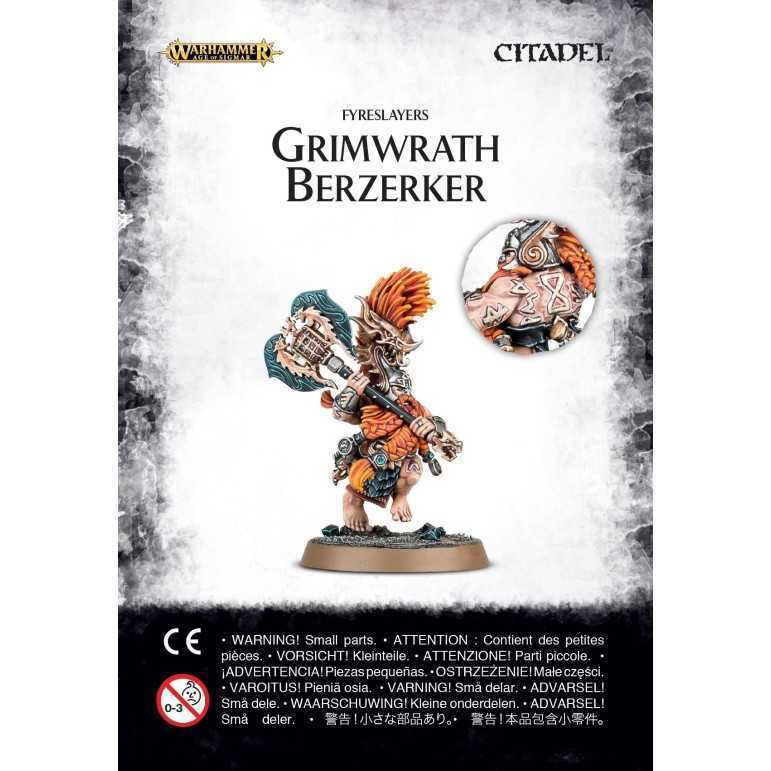 WARHAMMER
AGE OF SIGMAR
CITADEL
FYRESLAYERS
GRIMWRATH
BERZERKER
CE
0-3
• WARNING! Small parts. • ATTENTION : Contient des petites
pièces. • VORSICHT! Kleinteile. • ATTENZIONE! Parti piccole. •
¡ADVERTENCIA! Piezas pequeñas. • OSTRZEŻENIE! Małe części.
• VAROITUS! Pieniä osia. • VARNING! Små delar. • ADVARSEL!
Små dele. • WAARSCHUWING! Kleine onderdelen. • ADVARSEL!
Små deler. • 警告！小さな部品あり。• 警告！本品包含小零件。